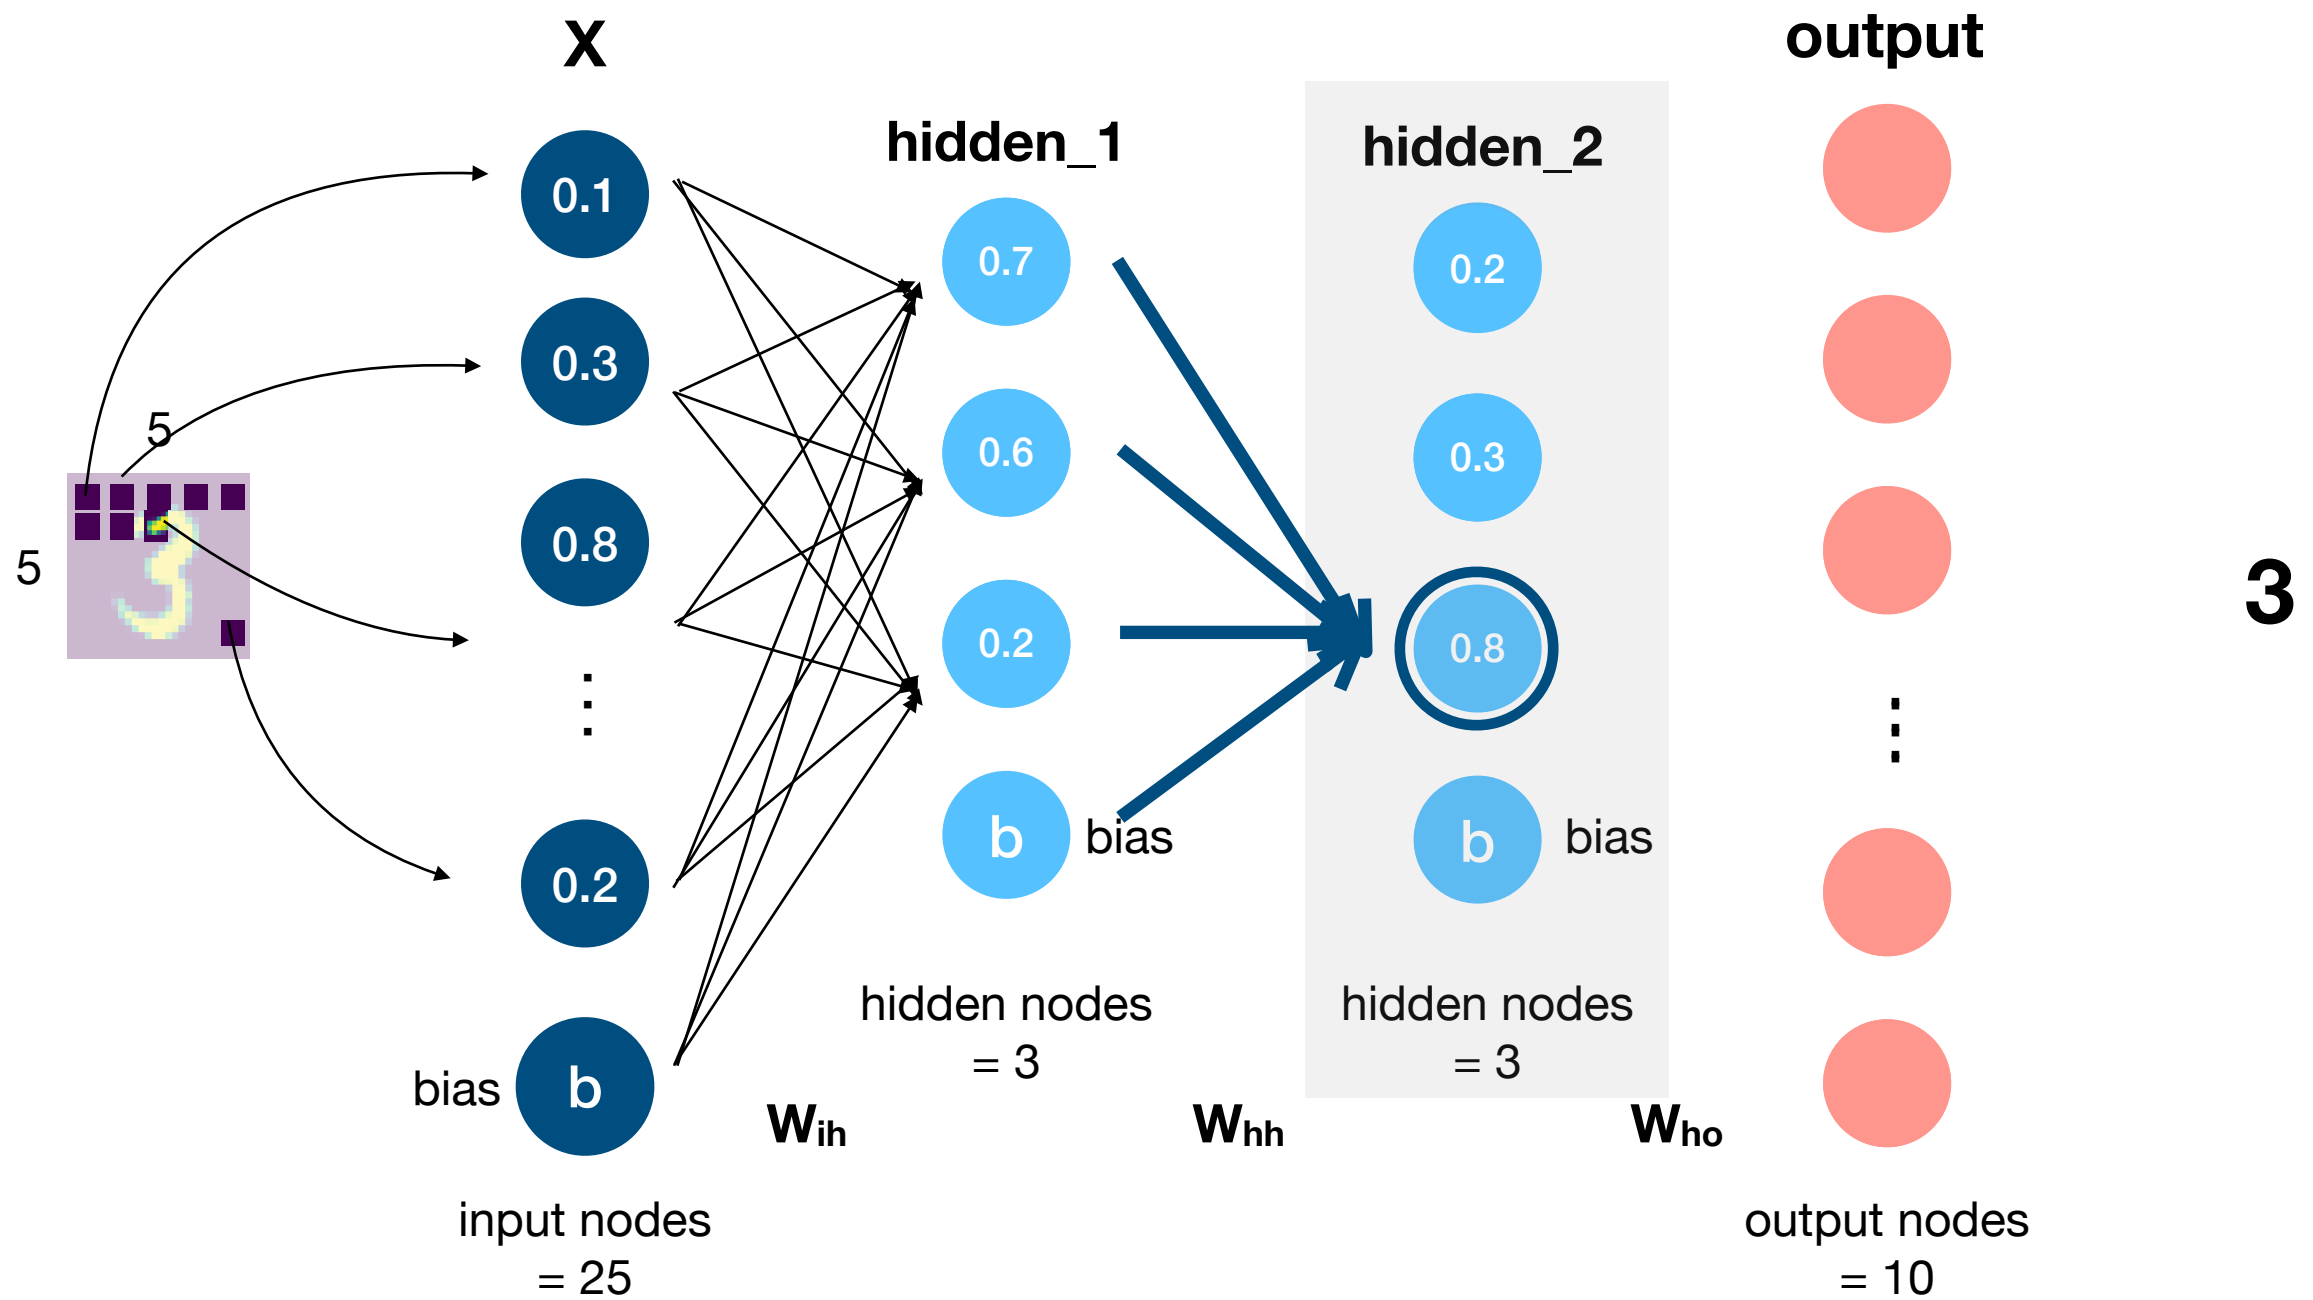 X
0.1
0.3
0.8
0.2
b
bias
input nodes
= 25
5
5
Wih
hidden_1
0.7
0.6
0.2
b
bias
hidden nodes
= 3
Whh
hidden_2
0.2
0.3
0.8
b
bias
hidden nodes
= 3
Who
output
output nodes
= 10
3